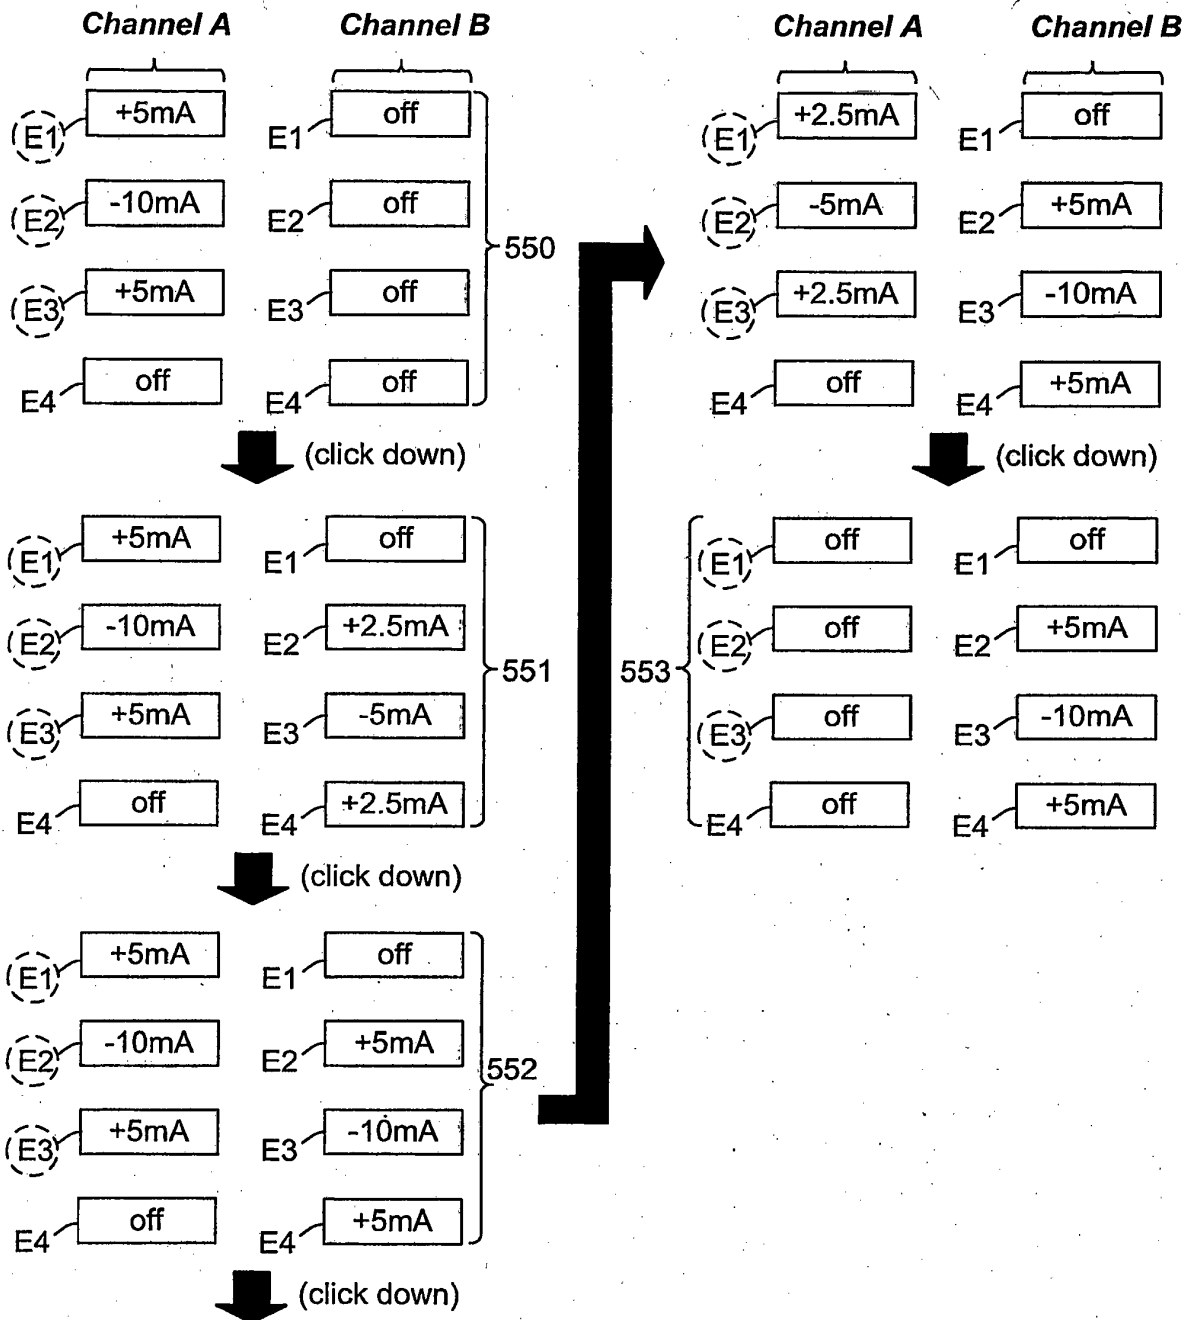 Channel A Channel B
E1 +5mA E1 off
E2 -10mA E2 off
E3 +5mA E3 off
E4 off E4 off
550
(click down)
E1 +5mA E1 off
E2 -10mA E2 +2.5mA
E3 +5mA E3 -5mA
E4 off E4 +2.5mA
551
(click down)
E1 +5mA E1 off
E2 -10mA E2 +5mA
E3 +5mA E3 -10mA
E4 off E4 +5mA
552
(click down)
Channel A Channel B
E1 +2.5mA E1 off
E2 -5mA E2 +5mA
E3 +2.5mA E3 -10mA
E4 off E4 +5mA
(click down)
553
E1 off E1 off
E2 off E2 +5mA
E3 off E3 -10mA
E4 off E4 +5mA